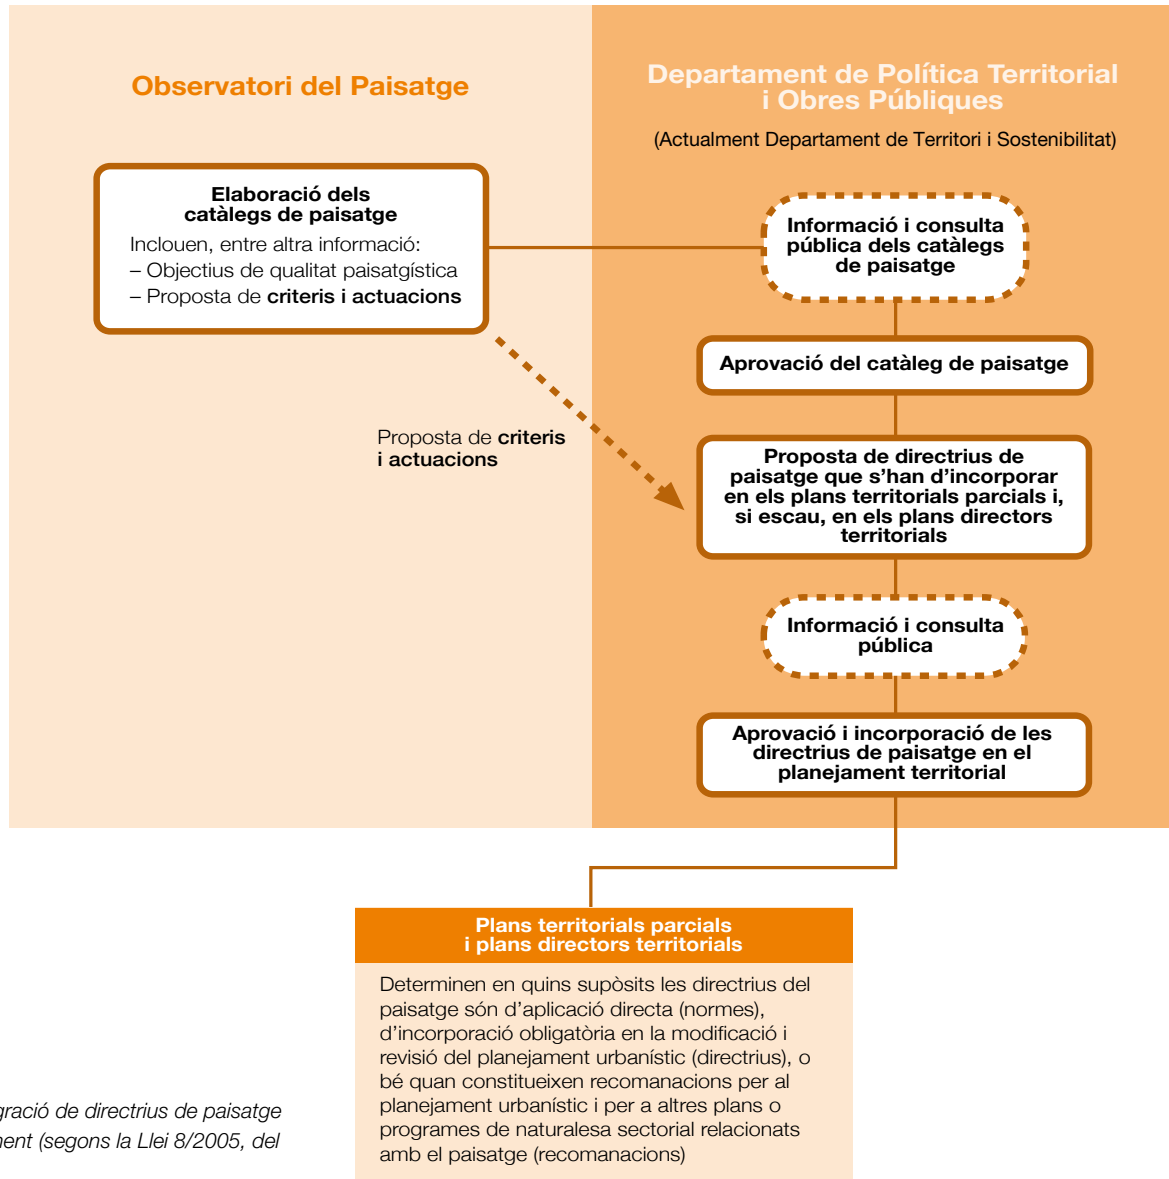 Observatori del Paisatge
Departament de Política Territorial
i Obres Públiques
(Actualment Departament de Territori i Sostenibilitat)
Elaboració dels
catàlegs de paisatge
Inclouen, entre altra informació:
– Objectius de qualitat paisatgística
– Proposta de criteris i actuacions
Informació i consulta
pública dels catàlegs
de paisatge
Aprovació del catàleg de paisatge
Proposta de criteris
i actuacions
Proposta de directrius de
paisatge que s’han d’incorporar
en els plans territorials parcials i,
si escau, en els plans directors
territorials
Informació i consulta
pública
Aprovació i incorporació de les
directrius de paisatge en el
planejament territorial
Plans territorials parcials
i plans directors territorials
Determinen en quins supòsits les directrius del
paisatge són d’aplicació directa (normes),
d’incorporació obligatòria en la modificació i
revisió del planejament urbanístic (directrius), o
bé quan constitueixen recomanacions per al
planejament urbanístic i per a altres plans o
programes de naturalesa sectorial relacionats
amb el paisatge (recomanacions)
gració de directrius de paisatge
ment (segons la Llei 8/2005, del